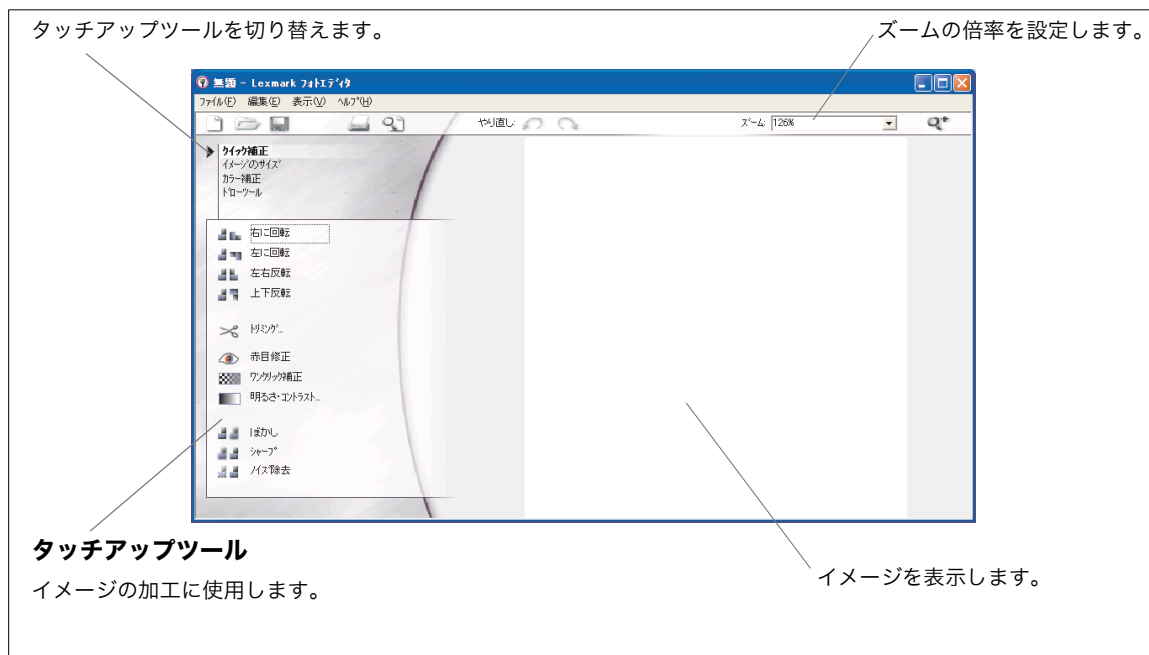 タッチアップツールを切り替えます。
ズームの倍率を設定します。
無題 - Lexmark ﾌｫﾄｴﾃﾞｨﾀ
ﾌｧｲﾙ(F) 編集(E) 表示(V) ﾍﾙﾌﾟ(H)
やり直し: ｽﾞｰﾑ: 126%
ｸｲｯｸ補正
ｲﾒｰｼﾞのｻｲｽﾞ
ｶﾗｰ補正
ﾄﾞﾛｰﾂｰﾙ
右に回転
左に回転
左右反転
上下反転
ﾄﾘﾐﾝｸﾞ...
赤目修正
ﾜﾝｸﾘｯｸ補正
明るさ･ｺﾝﾄﾗｽﾄ...
ぼかし
ｼｬｰﾌﾟ
ﾉｲｽﾞ除去
タッチアップツール
イメージの加工に使用します。
イメージを表示します。